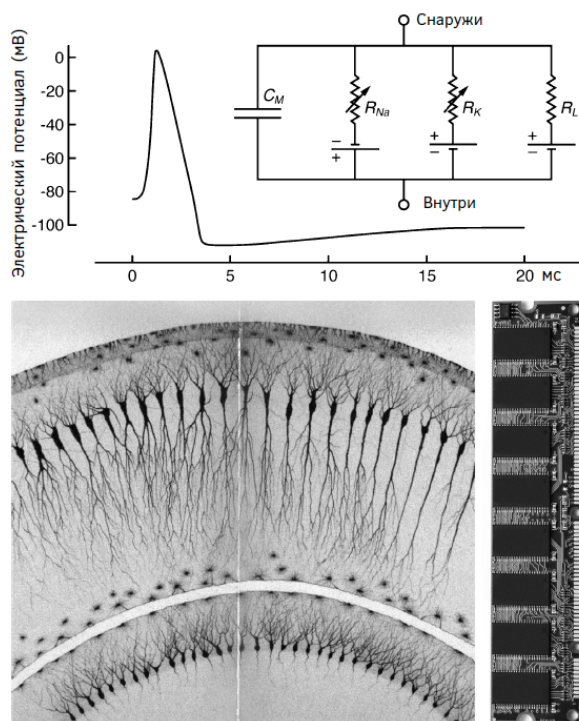 Электрический потенциал (мВ)
0
-20
-40
-60
-80
-100
Снаружи
C_M
R_Na
R_K
R_L
−
+
+
−
+
−
Внутри
0
5
10
15
20 мс